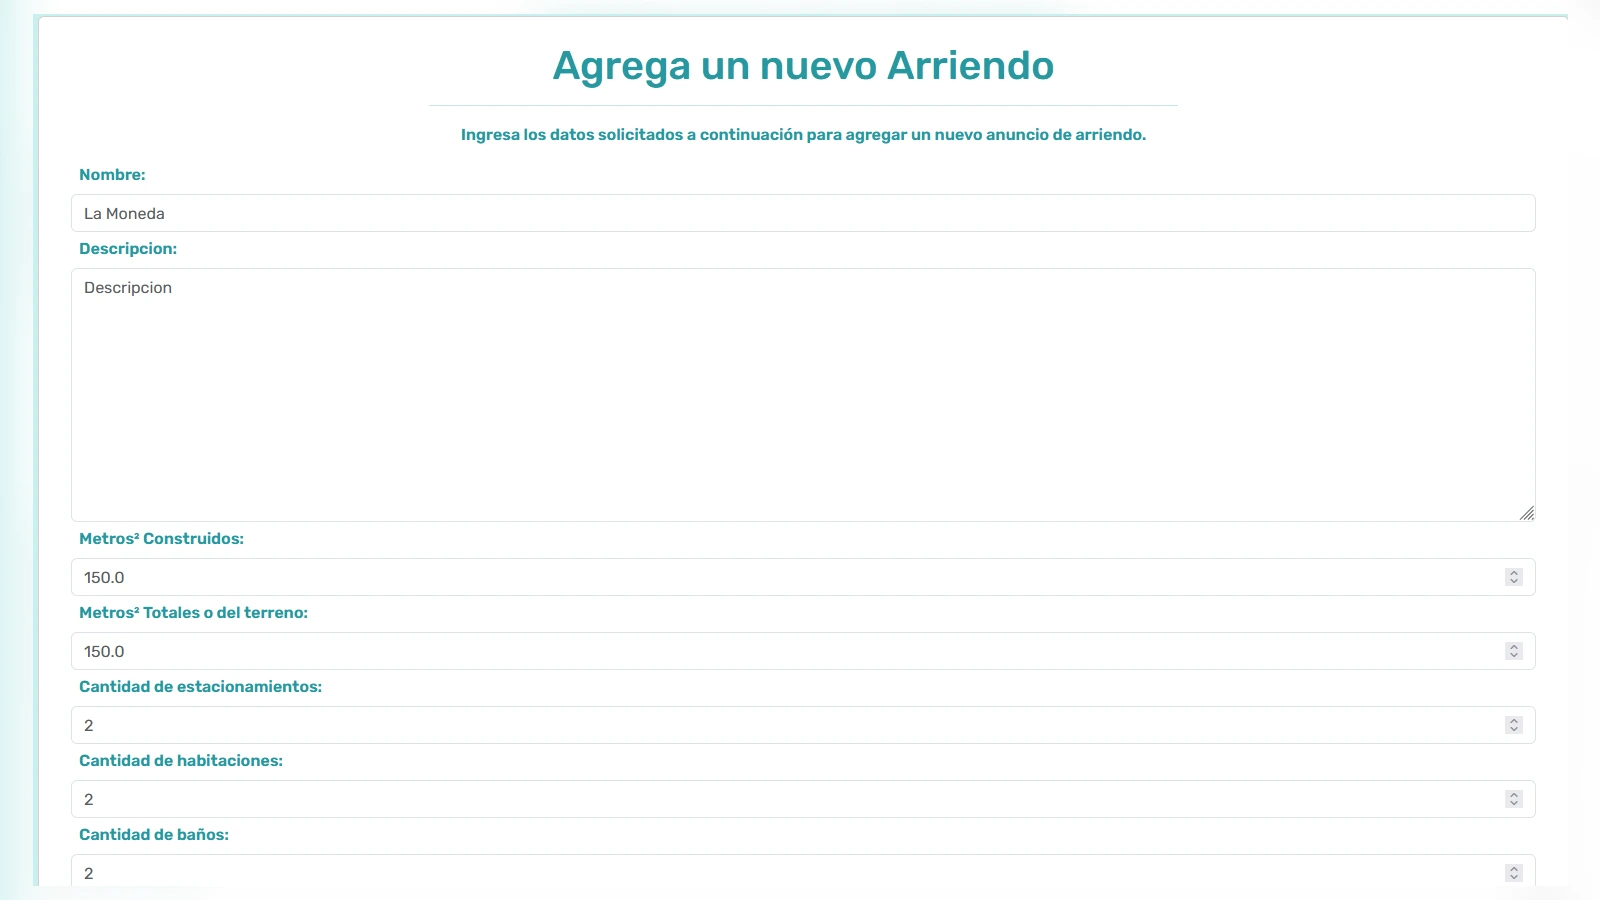 Agrega un nuevo Arriendo
Ingresa los datos solicitados a continuación para agregar un nuevo anuncio de arriendo.
Nombre:
La Moneda
Descripcion:
Descripcion
Metros² Construidos:
150.0
Metros² Totales o del terreno:
150.0
Cantidad de estacionamientos:
2
Cantidad de habitaciones:
2
Cantidad de baños:
2